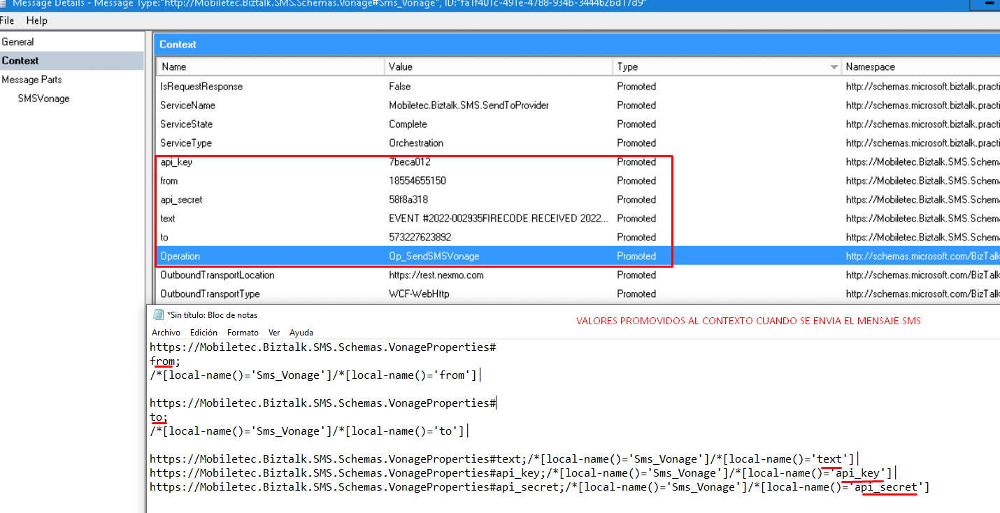 Message Details - Message Type:"http://Mobiletec.Biztalk.SMS.Schemas.Vonage#Sms_Vonage", ID:"fa1f401c-491e-4788-934b-344462bd17d9"
File Help
General
Context
Message Parts
SMSVonage
Context
Name Value Type Namespace
IsRequestResponse False Promoted http://schemas.microsoft.biztalk.practi
ServiceName Mobiletec.Biztalk.SMS.SendToProvider Promoted http://schemas.microsoft.biztalk.practi
ServiceState Complete Promoted http://schemas.microsoft.biztalk.practi
ServiceType Orchestration Promoted http://schemas.microsoft.biztalk.practi
api_key 7beca012 Promoted https://Mobiletec.Biztalk.SMS.Schema
from 18554655150 Promoted https://Mobiletec.Biztalk.SMS.Schema
api_secret 58f8a318 Promoted https://Mobiletec.Biztalk.SMS.Schema
text EVENT #2022-002935FIRECODE RECEIVED 2022... Promoted https://Mobiletec.Biztalk.SMS.Schema
to 573227623892 Promoted https://Mobiletec.Biztalk.SMS.Schema
Operation Op_SendSMSVonage Promoted http://schemas.microsoft.com/BizTalk
OutboundTransportLocation https://rest.nexmo.com Promoted http://schemas.microsoft.com/BizTalk
OutboundTransportType WCF-WebHttp Promoted http://schemas.microsoft.com/BizTalk
*Sin título: Bloc de notas
VALORES PROMOVIDOS AL CONTEXTO CUANDO SE ENVIA EL MENSAJE SMS
Archivo Edición Formato Ver Ayuda
https://Mobiletec.Biztalk.SMS.Schemas.VonageProperties#
from;
/*[local-name()='Sms_Vonage']/*[local-name()='from']|
https://Mobiletec.Biztalk.SMS.Schemas.VonageProperties#
to;
/*[local-name()='Sms_Vonage']/*[local-name()='to']|
https://Mobiletec.Biztalk.SMS.Schemas.VonageProperties#text;/*[local-name()='Sms_Vonage']/*[local-name()='text']|
https://Mobiletec.Biztalk.SMS.Schemas.VonageProperties#api_key;/*[local-name()='Sms_Vonage']/*[local-name()='api_key']|
https://Mobiletec.Biztalk.SMS.Schemas.VonageProperties#api_secret;/*[local-name()='Sms_Vonage']/*[local-name()='api_secret']